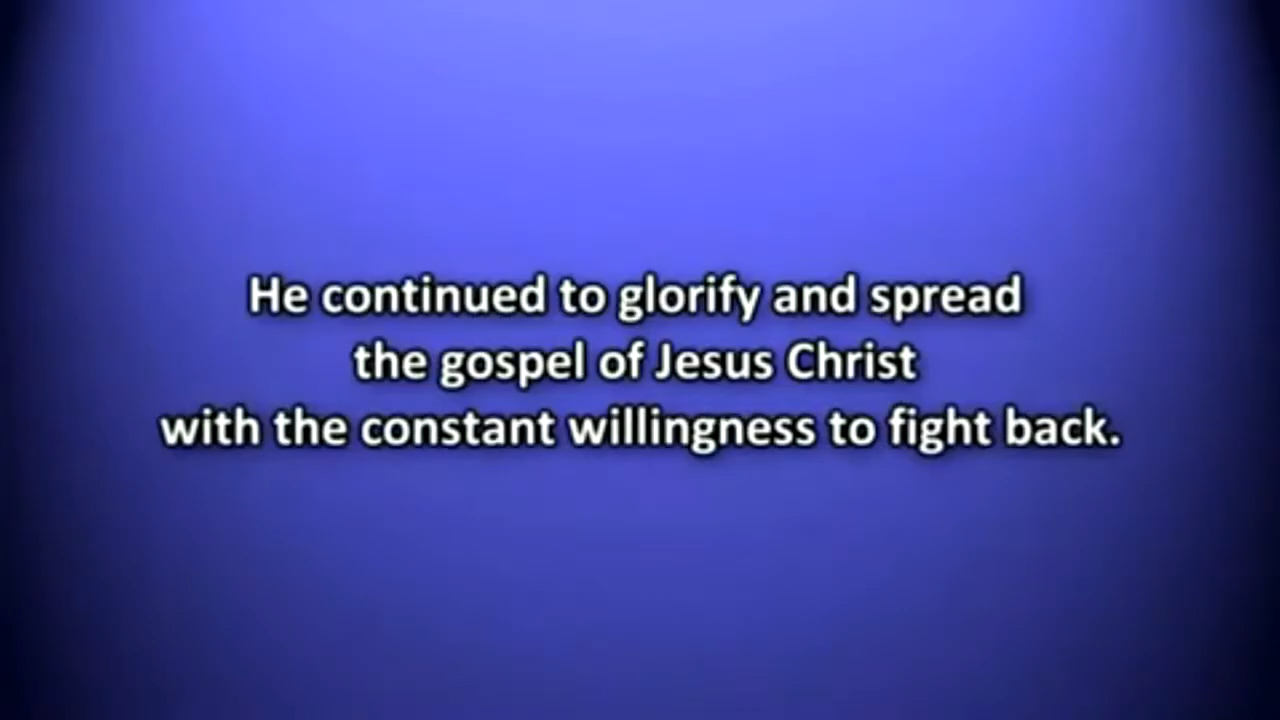 He continued to glorify and spread
the gospel of Jesus Christ
with the constant willingness to fight back.